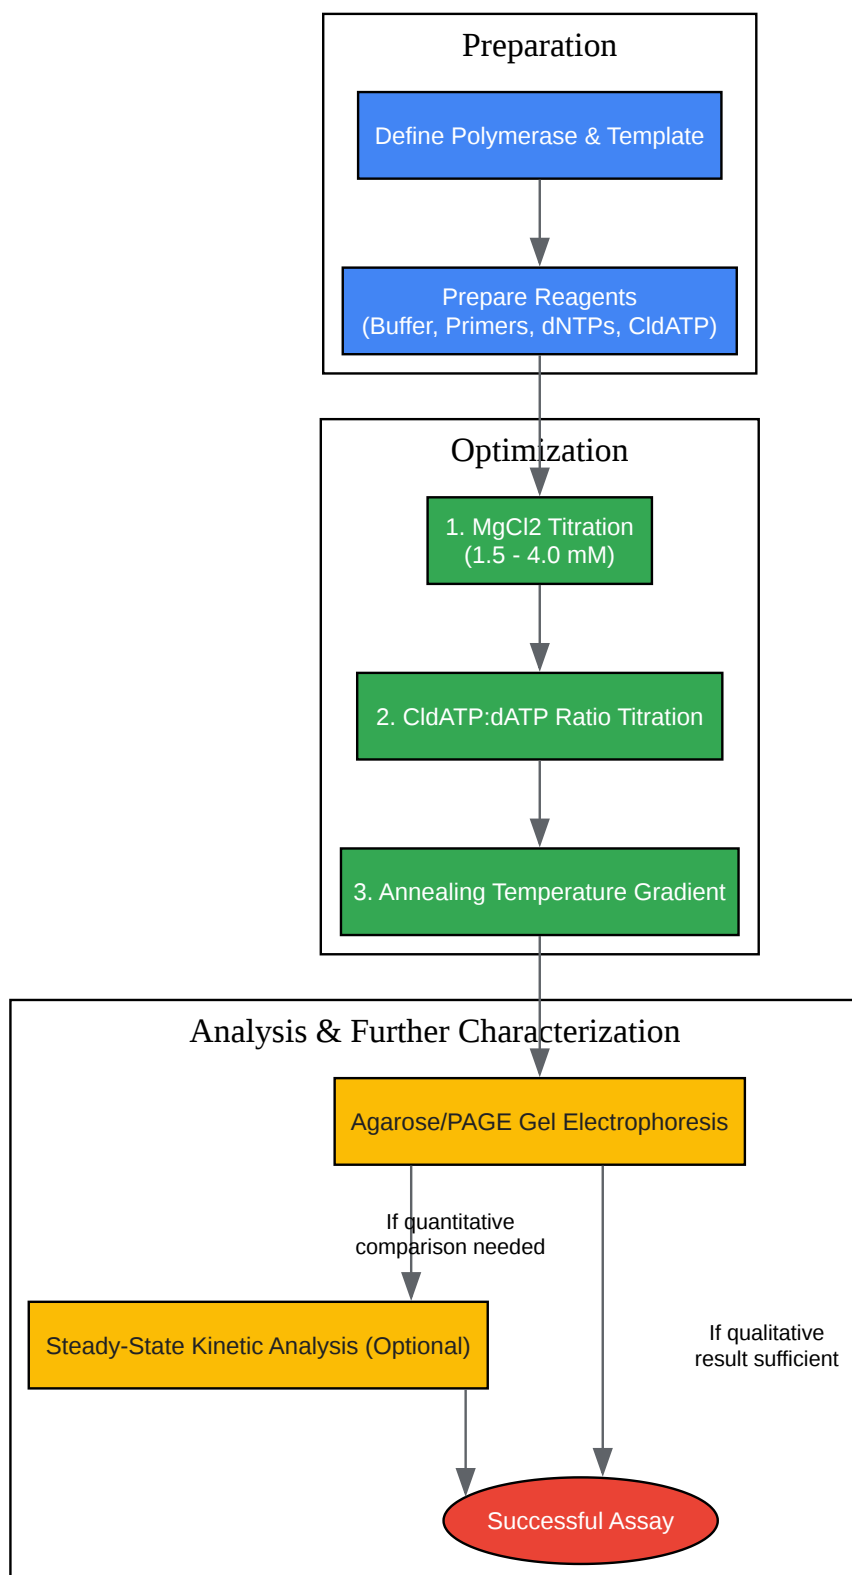 Preparation
Define Polymerase & Template
Prepare Reagents
(Buffer, Primers, dNTPs, CldATP)
Optimization
1. MgCl2 Titration
(1.5 - 4.0 mM)
2. CldATP:dATP Ratio Titration
3. Annealing Temperature Gradient
Analysis & Further Characterization
Agarose/PAGE Gel Electrophoresis
If quantitative
comparison needed
Steady-State Kinetic Analysis (Optional)
If qualitative
result sufficient
Successful Assay